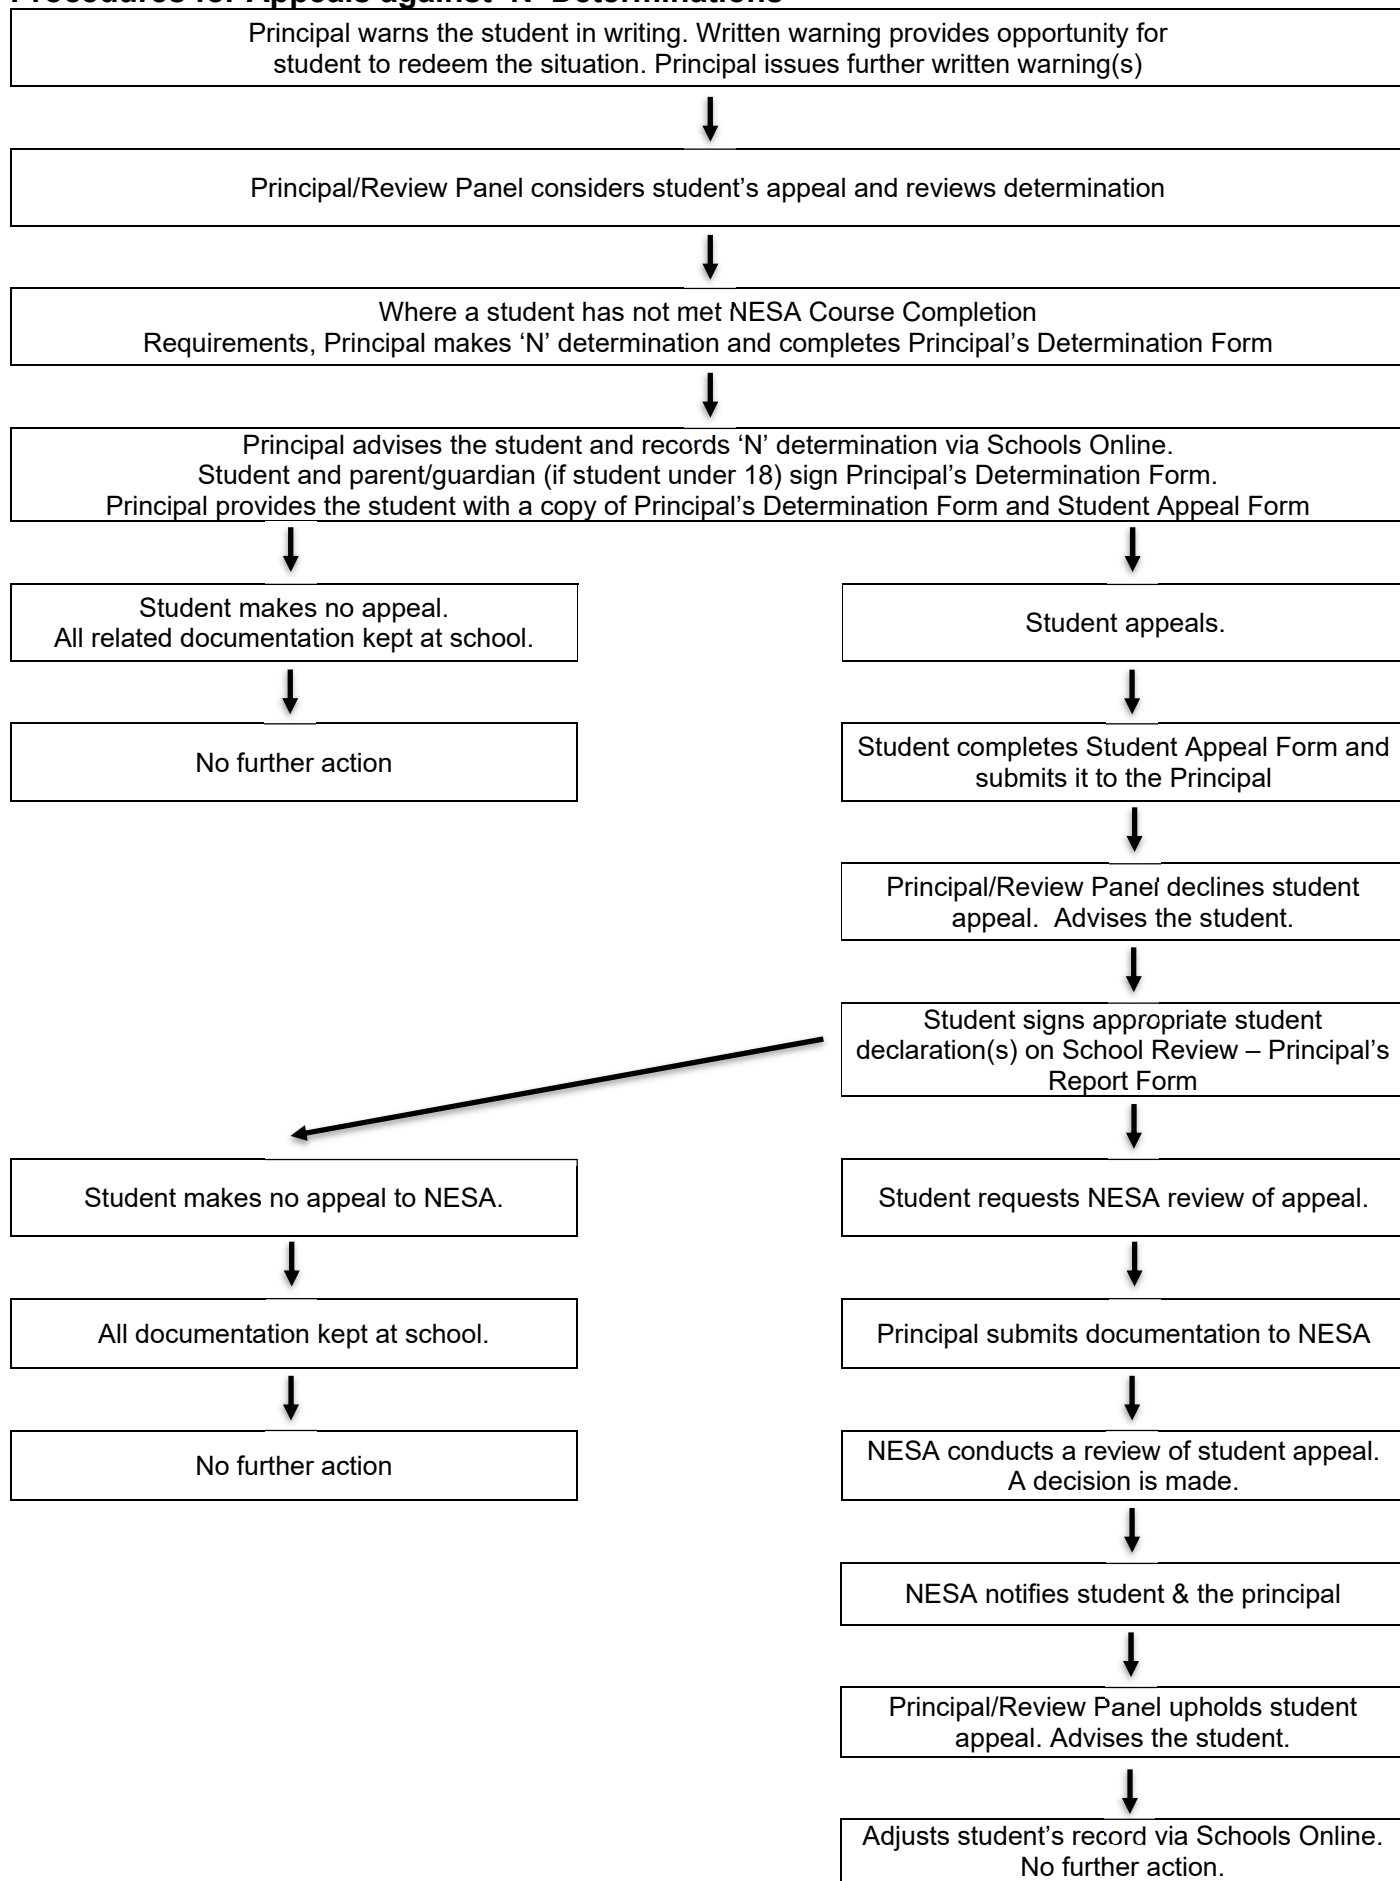 Procedures for Appeals against ‘N’ Determinations
Principal warns the student in writing. Written warning provides opportunity for
student to redeem the situation. Principal issues further written warning(s)
Principal/Review Panel considers student’s appeal and reviews determination
Where a student has not met NESA Course Completion
Requirements, Principal makes ‘N’ determination and completes Principal’s Determination Form
Principal advises the student and records ‘N’ determination via Schools Online.
Student and parent/guardian (if student under 18) sign Principal’s Determination Form.
Principal provides the student with a copy of Principal’s Determination Form and Student Appeal Form
Student makes no appeal.
All related documentation kept at school.
Student appeals.
No further action
Student completes Student Appeal Form and
submits it to the Principal
Principal/Review Panel declines student
appeal.  Advises the student.
Student signs appropriate student
declaration(s) on School Review – Principal’s
Report Form
Student makes no appeal to NESA.
Student requests NESA review of appeal.
All documentation kept at school.
Principal submits documentation to NESA
No further action
NESA conducts a review of student appeal.
A decision is made.
NESA notifies student & the principal
Principal/Review Panel upholds student
appeal. Advises the student.
Adjusts student’s record via Schools Online.
No further action.